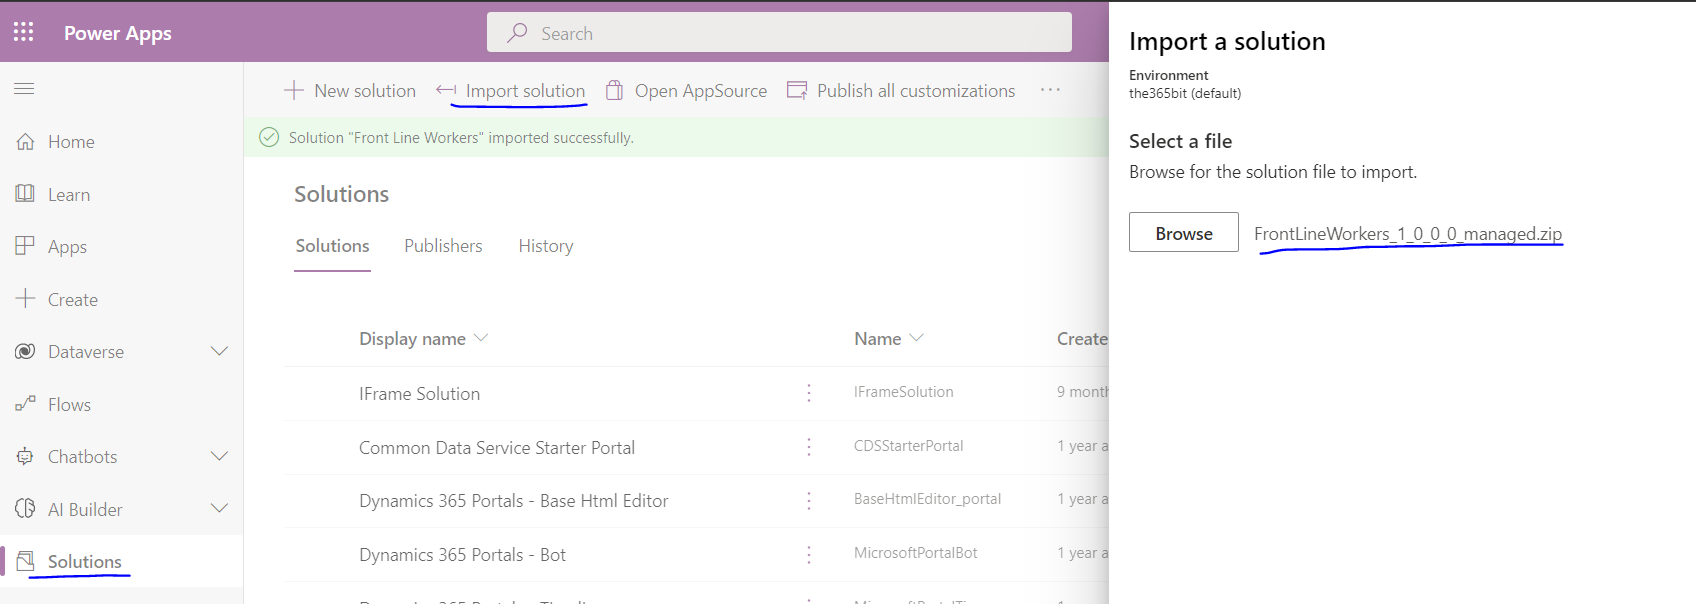 Power Apps
Search
Home
Learn
Apps
Create
Dataverse
Flows
Chatbots
AI Builder
Solutions
New solution
Import solution
Open AppSource
Publish all customizations
Solution "Front Line Workers" imported successfully.
Solutions
Solutions Publishers History
Display name Name Create
IFrame Solution IFrameSolution 9 month
Common Data Service Starter Portal CDSStarterPortal 1 year a
Dynamics 365 Portals - Base Html Editor BaseHtmlEditor_portal 1 year a
Dynamics 365 Portals - Bot MicrosoftPortalBot 1 year a
Import a solution
Environment
the365bit (default)
Select a file
Browse for the solution file to import.
Browse FrontLineWorkers_1_0_0_0_managed.zip